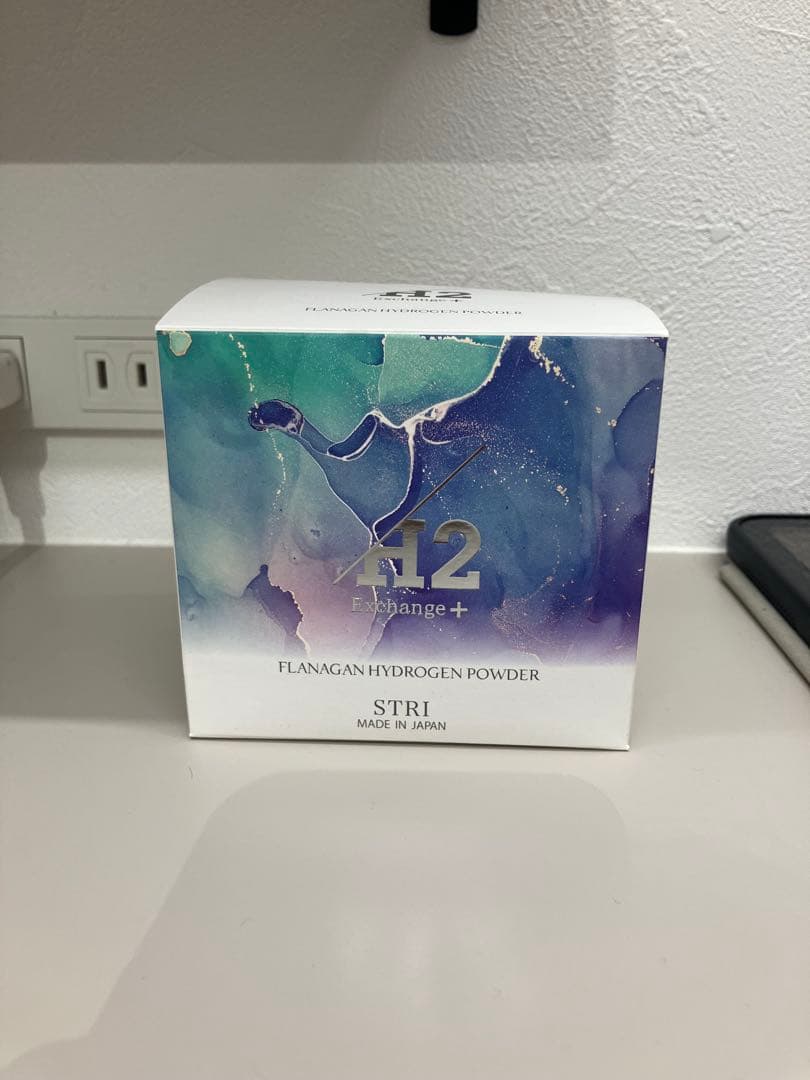 H2
Exchange+
FLANAGAN HYDROGEN POWDER
H2
Exchange+
FLANAGAN HYDROGEN POWDER
STRI
MADE IN JAPAN